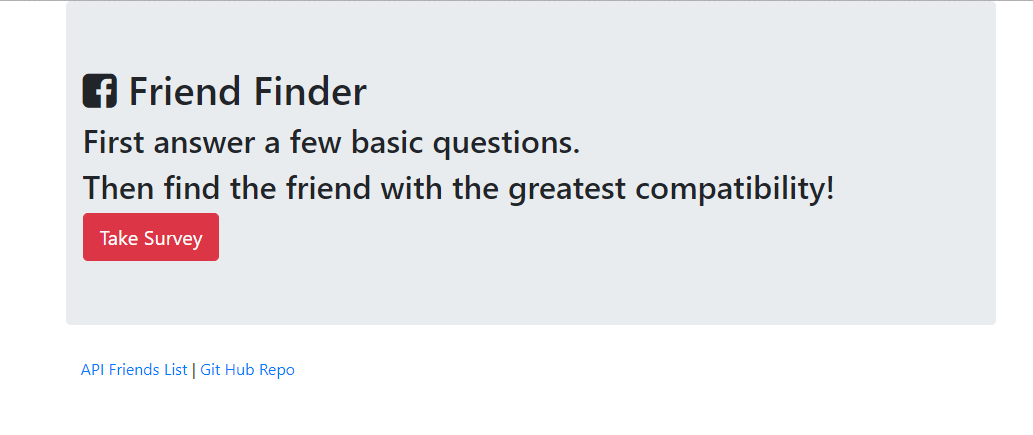 Friend Finder
First answer a few basic questions.
Then find the friend with the greatest compatibility!
Take Survey
API Friends List | Git Hub Repo